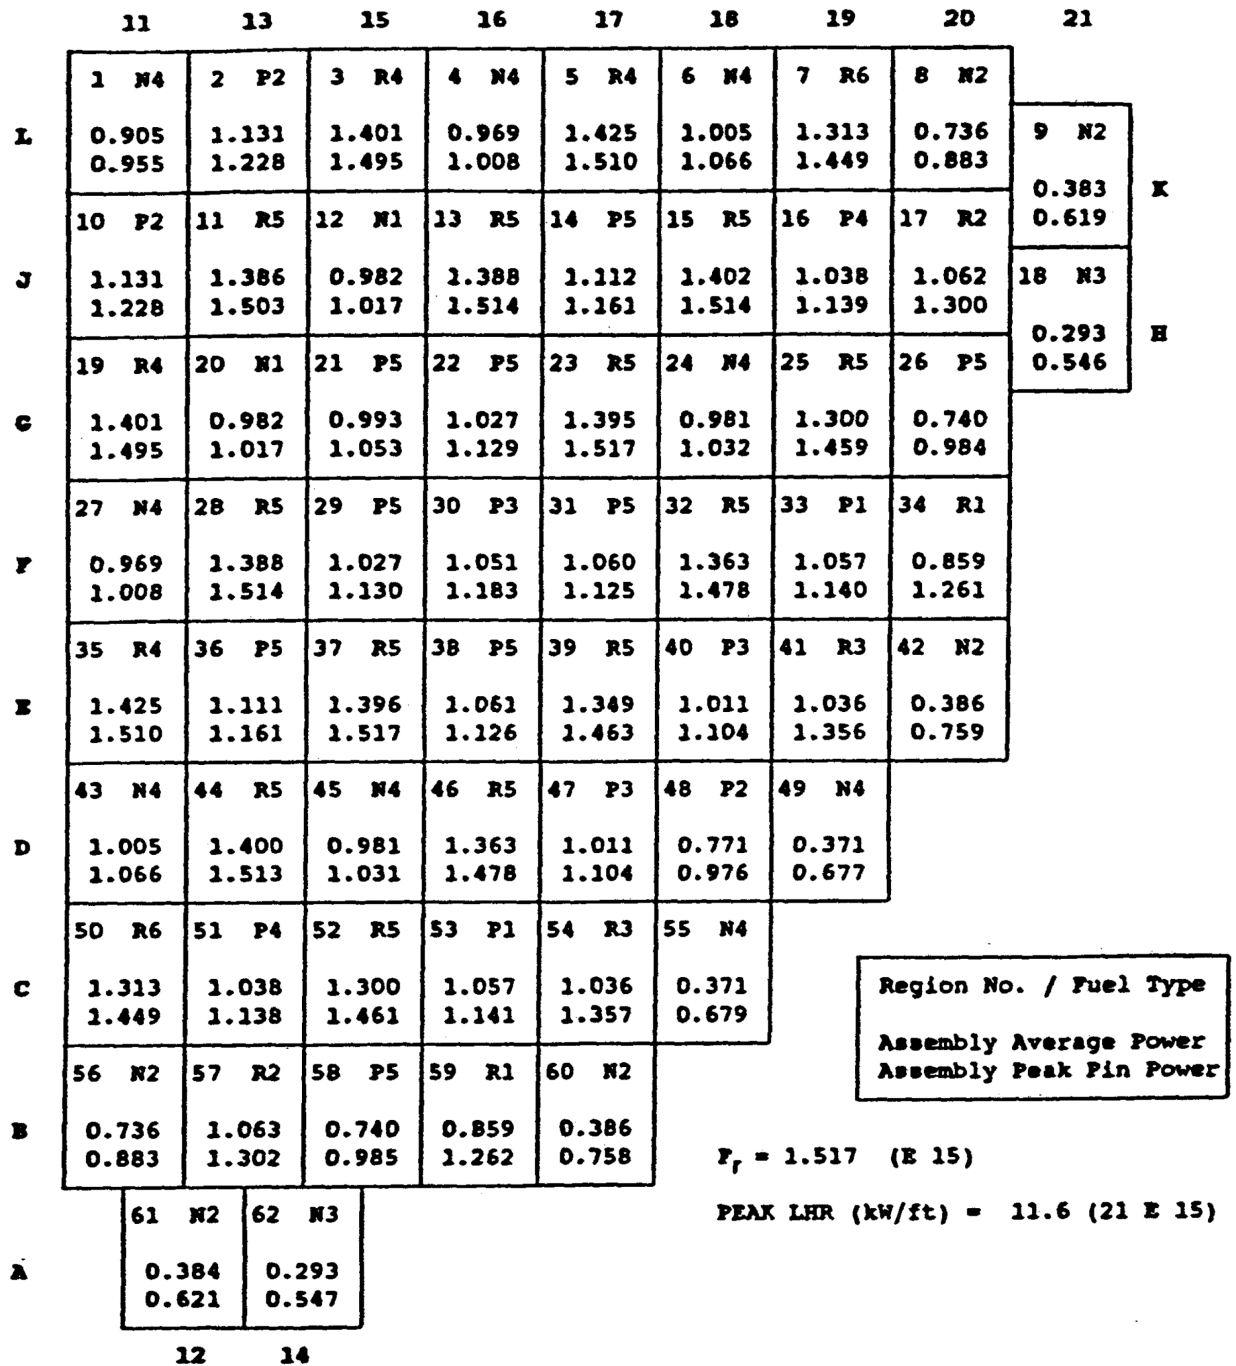 11 13 15 16 17 18 19 20 21
1 N4 2 P2 3 R4 4 N4 5 R4 6 N4 7 R6 8 N2
L 0.905 1.131 1.401 0.969 1.425 1.005 1.313 0.736 9 N2
0.955 1.228 1.495 1.008 1.510 1.066 1.449 0.883
0.383 K
10 P2 11 R5 12 N1 13 R5 14 P5 15 R5 16 P4 17 R2 0.619
J 1.131 1.386 0.982 1.388 1.112 1.402 1.038 1.062 18 N3
1.228 1.503 1.017 1.514 1.161 1.514 1.139 1.300
0.293 H
19 R4 20 N1 21 P5 22 P5 23 R5 24 N4 25 R5 26 P5 0.546
G 1.401 0.982 0.993 1.027 1.395 0.981 1.300 0.740
1.495 1.017 1.053 1.129 1.517 1.032 1.459 0.984
27 N4 28 R5 29 P5 30 P3 31 P5 32 R5 33 P1 34 R1
F 0.969 1.388 1.027 1.051 1.060 1.363 1.057 0.859
1.008 1.514 1.130 1.183 1.125 1.478 1.140 1.261
35 R4 36 P5 37 R5 38 P5 39 R5 40 P3 41 R3 42 N2
E 1.425 1.111 1.396 1.061 1.349 1.011 1.036 0.386
1.510 1.161 1.517 1.126 1.463 1.104 1.356 0.759
43 N4 44 R5 45 N4 46 R5 47 P3 48 P2 49 N4
D 1.005 1.400 0.981 1.363 1.011 0.771 0.371
1.066 1.513 1.031 1.478 1.104 0.976 0.677
50 R6 51 P4 52 R5 53 P1 54 R3 55 N4
C 1.313 1.038 1.300 1.057 1.036 0.371
1.449 1.138 1.461 1.141 1.357 0.679
Region No. / Fuel Type
Assembly Average Power
Assembly Peak Pin Power
56 N2 57 R2 58 P5 59 R1 60 N2
B 0.736 1.063 0.740 0.859 0.386
0.883 1.302 0.985 1.262 0.758
Fr = 1.517 (E 15)
PEAK LHR (kW/ft) = 11.6 (21 E 15)
61 N2 62 N3
A 0.384 0.293
0.621 0.547
12 14